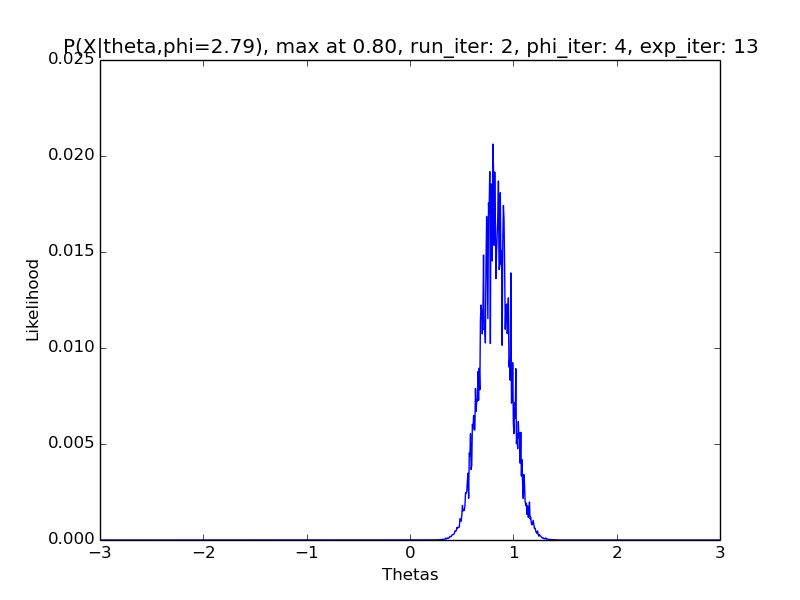 P(X|theta,phi=2.79), max at 0.80, run_iter: 2, phi_iter: 4, exp_iter: 13
0.025
0.020
0.015
0.010
0.005
0.000
Likelihood
−3 −2 −1 0 1 2 3
Thetas